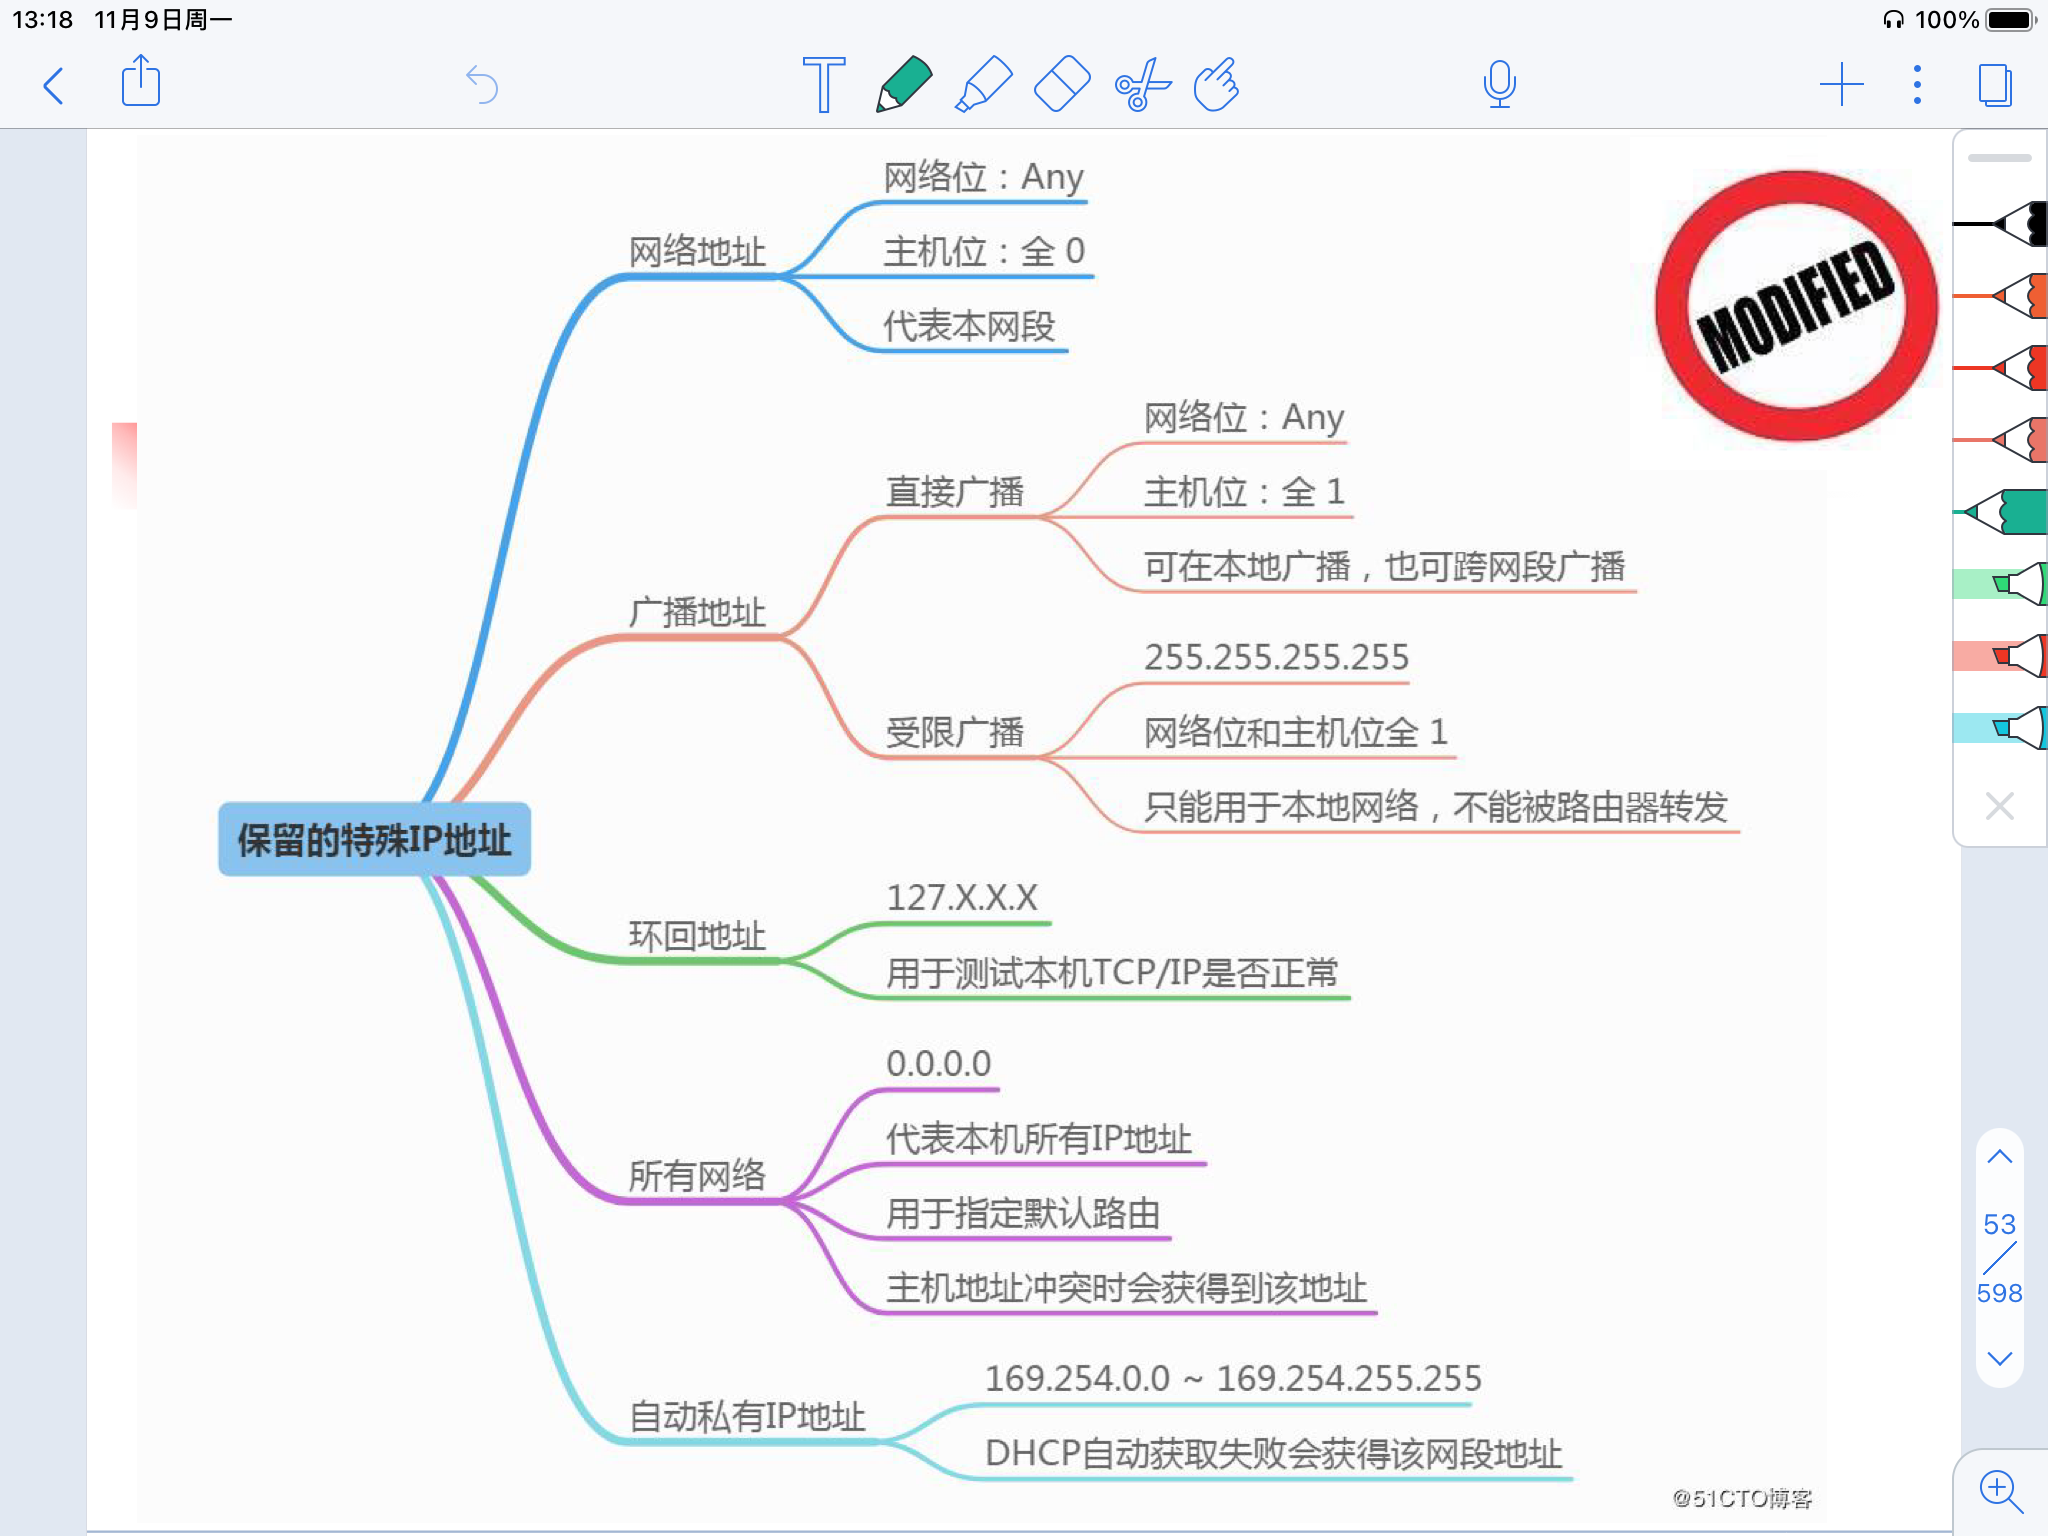 13:18 11月9日周一
100%
网络位：Any
网络地址
主机位：全 0
代表本网段
MODIFIED
网络位：Any
直接广播
主机位：全 1
可在本地广播，也可跨网段广播
广播地址
255.255.255.255
受限广播
网络位和主机位全 1
只能用于本地网络，不能被路由器转发
保留的特殊IP地址
127.X.X.X
环回地址
用于测试本机TCP/IP是否正常
0.0.0.0
代表本机所有IP地址
所有网络
用于指定默认路由
主机地址冲突时会获得到该地址
169.254.0.0 ~ 169.254.255.255
自动私有IP地址
DHCP自动获取失败会获得该网段地址
@51CTO博客
53
598